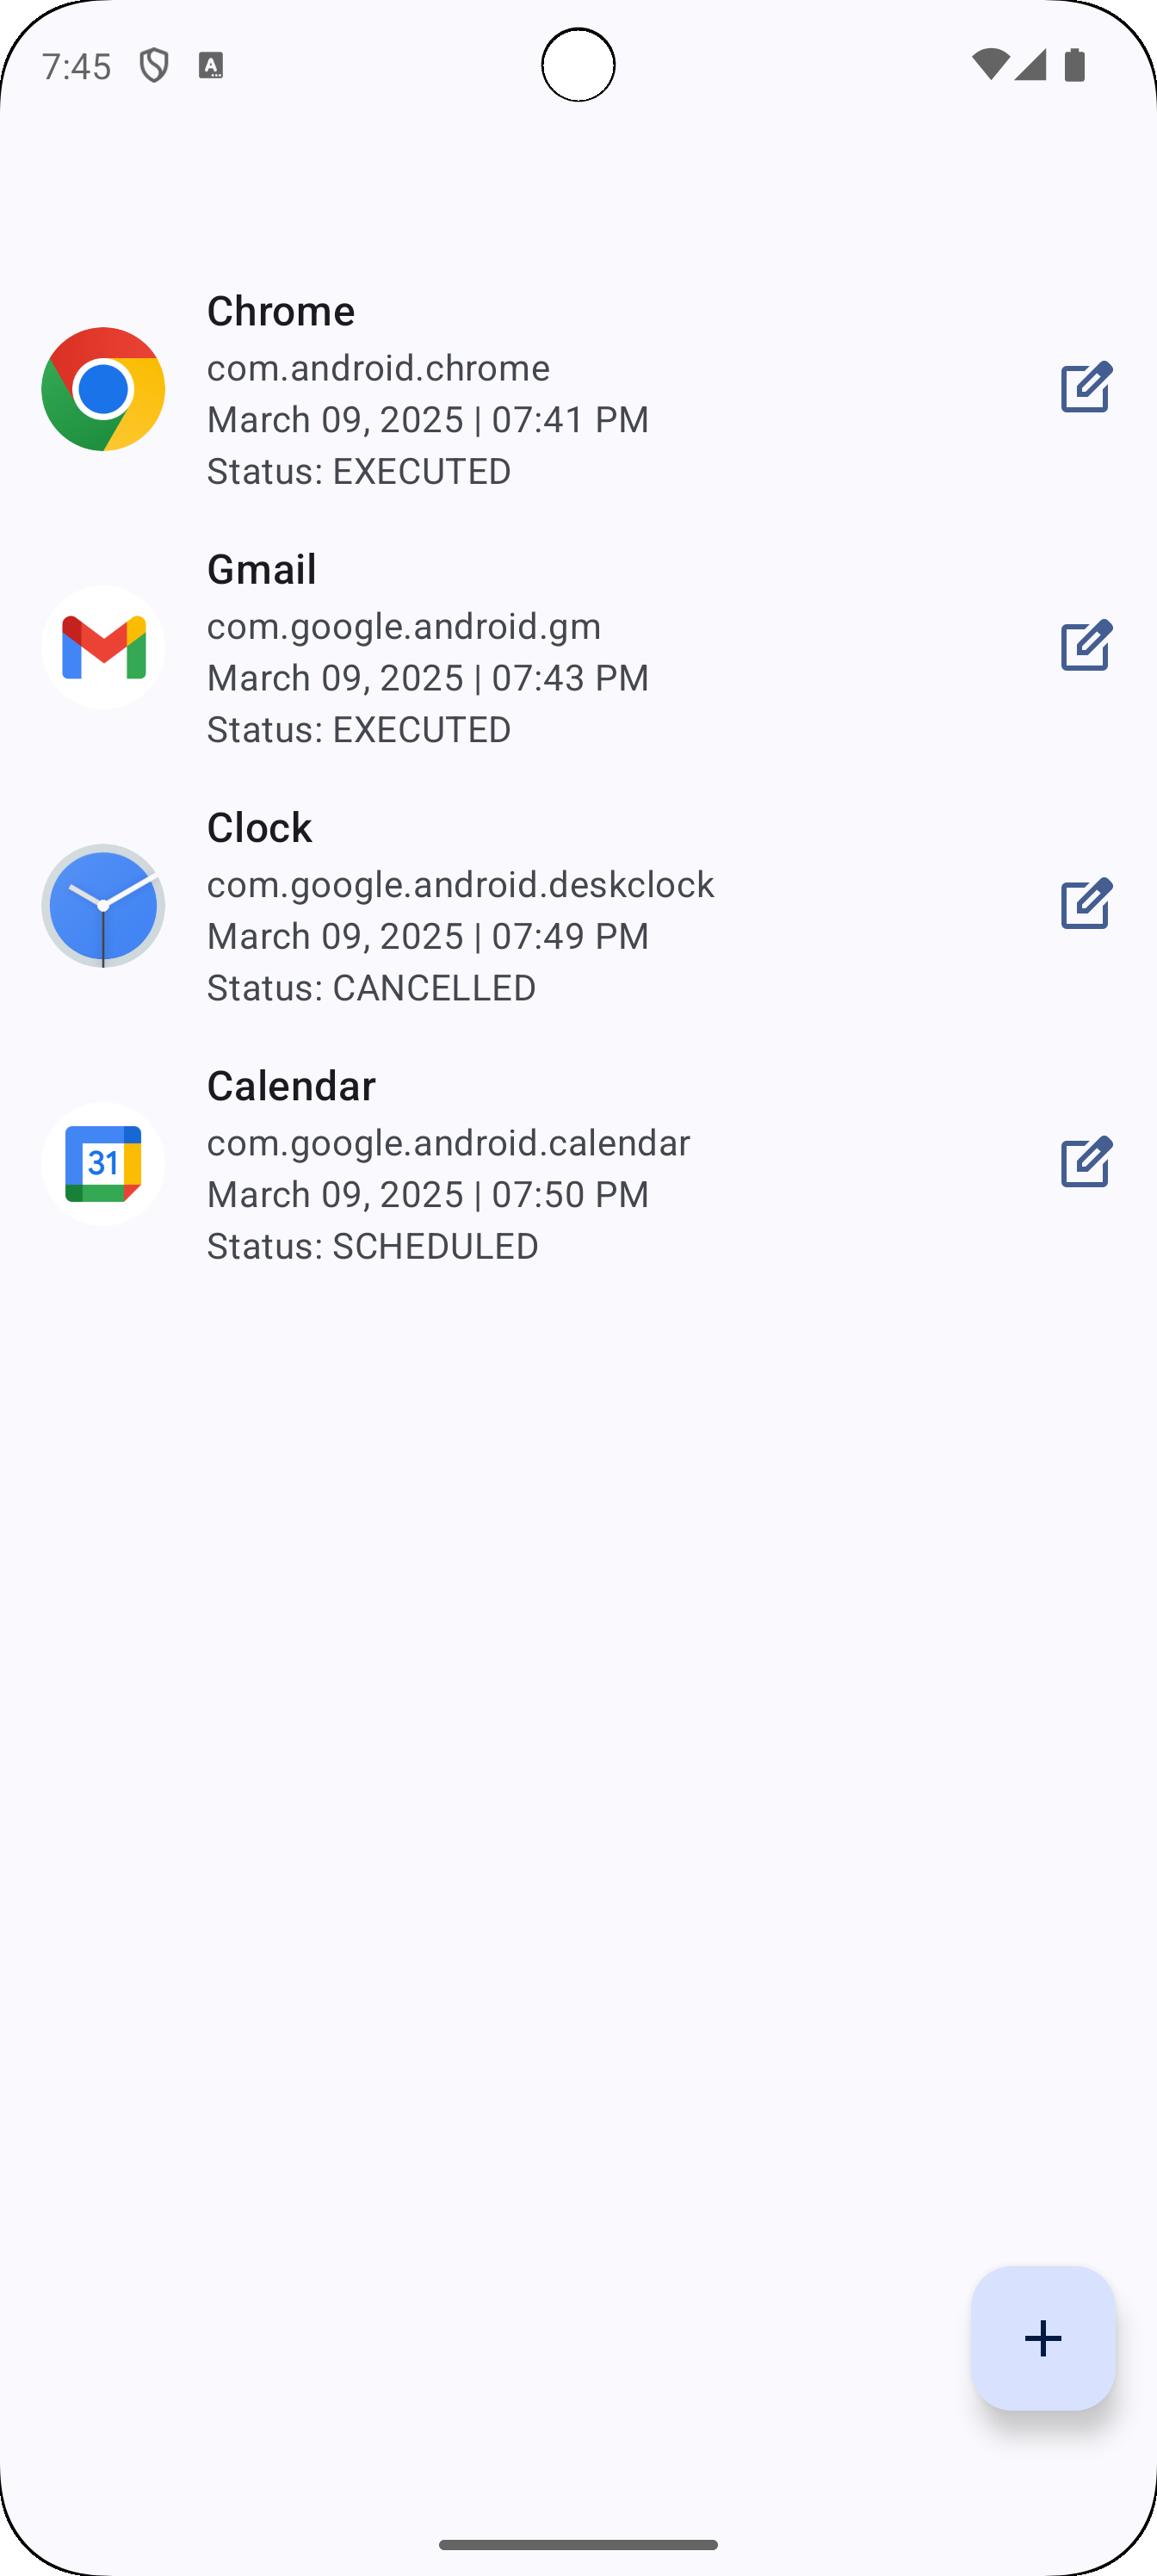 7:45
Chrome
com.android.chrome
March 09, 2025 | 07:41 PM
Status: EXECUTED
Gmail
com.google.android.gm
March 09, 2025 | 07:43 PM
Status: EXECUTED
Clock
com.google.android.deskclock
March 09, 2025 | 07:49 PM
Status: CANCELLED
Calendar
31
com.google.android.calendar
March 09, 2025 | 07:50 PM
Status: SCHEDULED